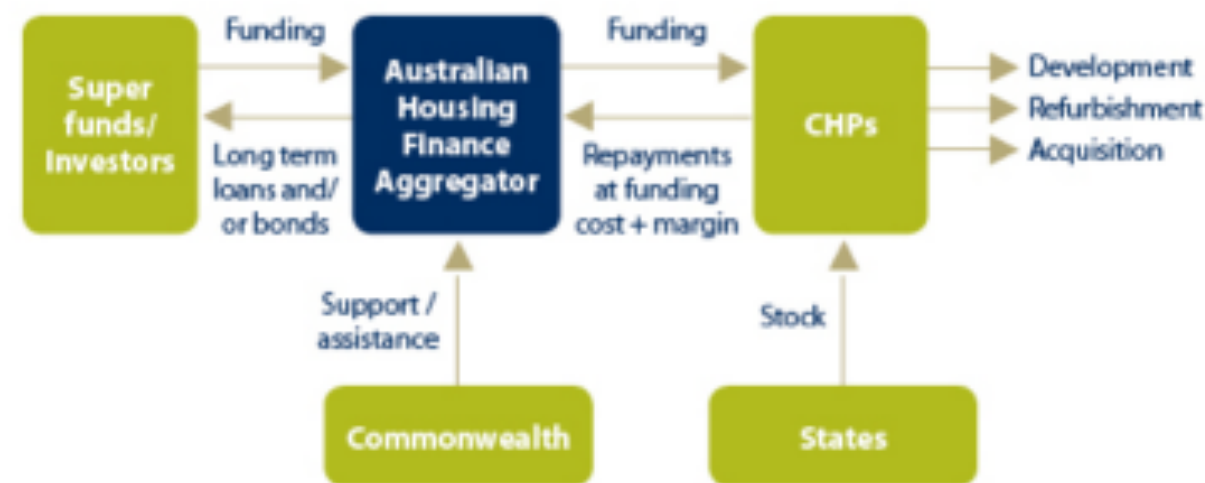 Funding
Funding
Super
funds/
Investors
Australian
Housing
Finance
Aggregator
CHPs
Development
Refurbishment
Acquisition
Long term
loans and/
or bonds
Repayments
at funding
cost + margin
Support /
assistance
Stock
Commonwealth
States